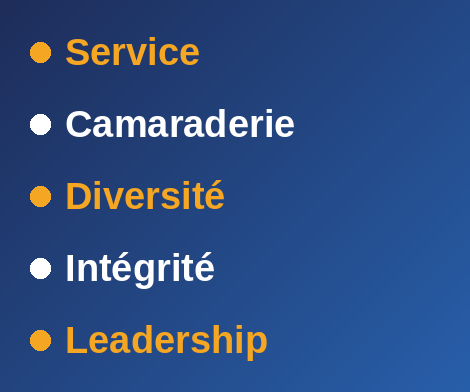 Service
Camaraderie
Diversité
Intégrité
Leadership